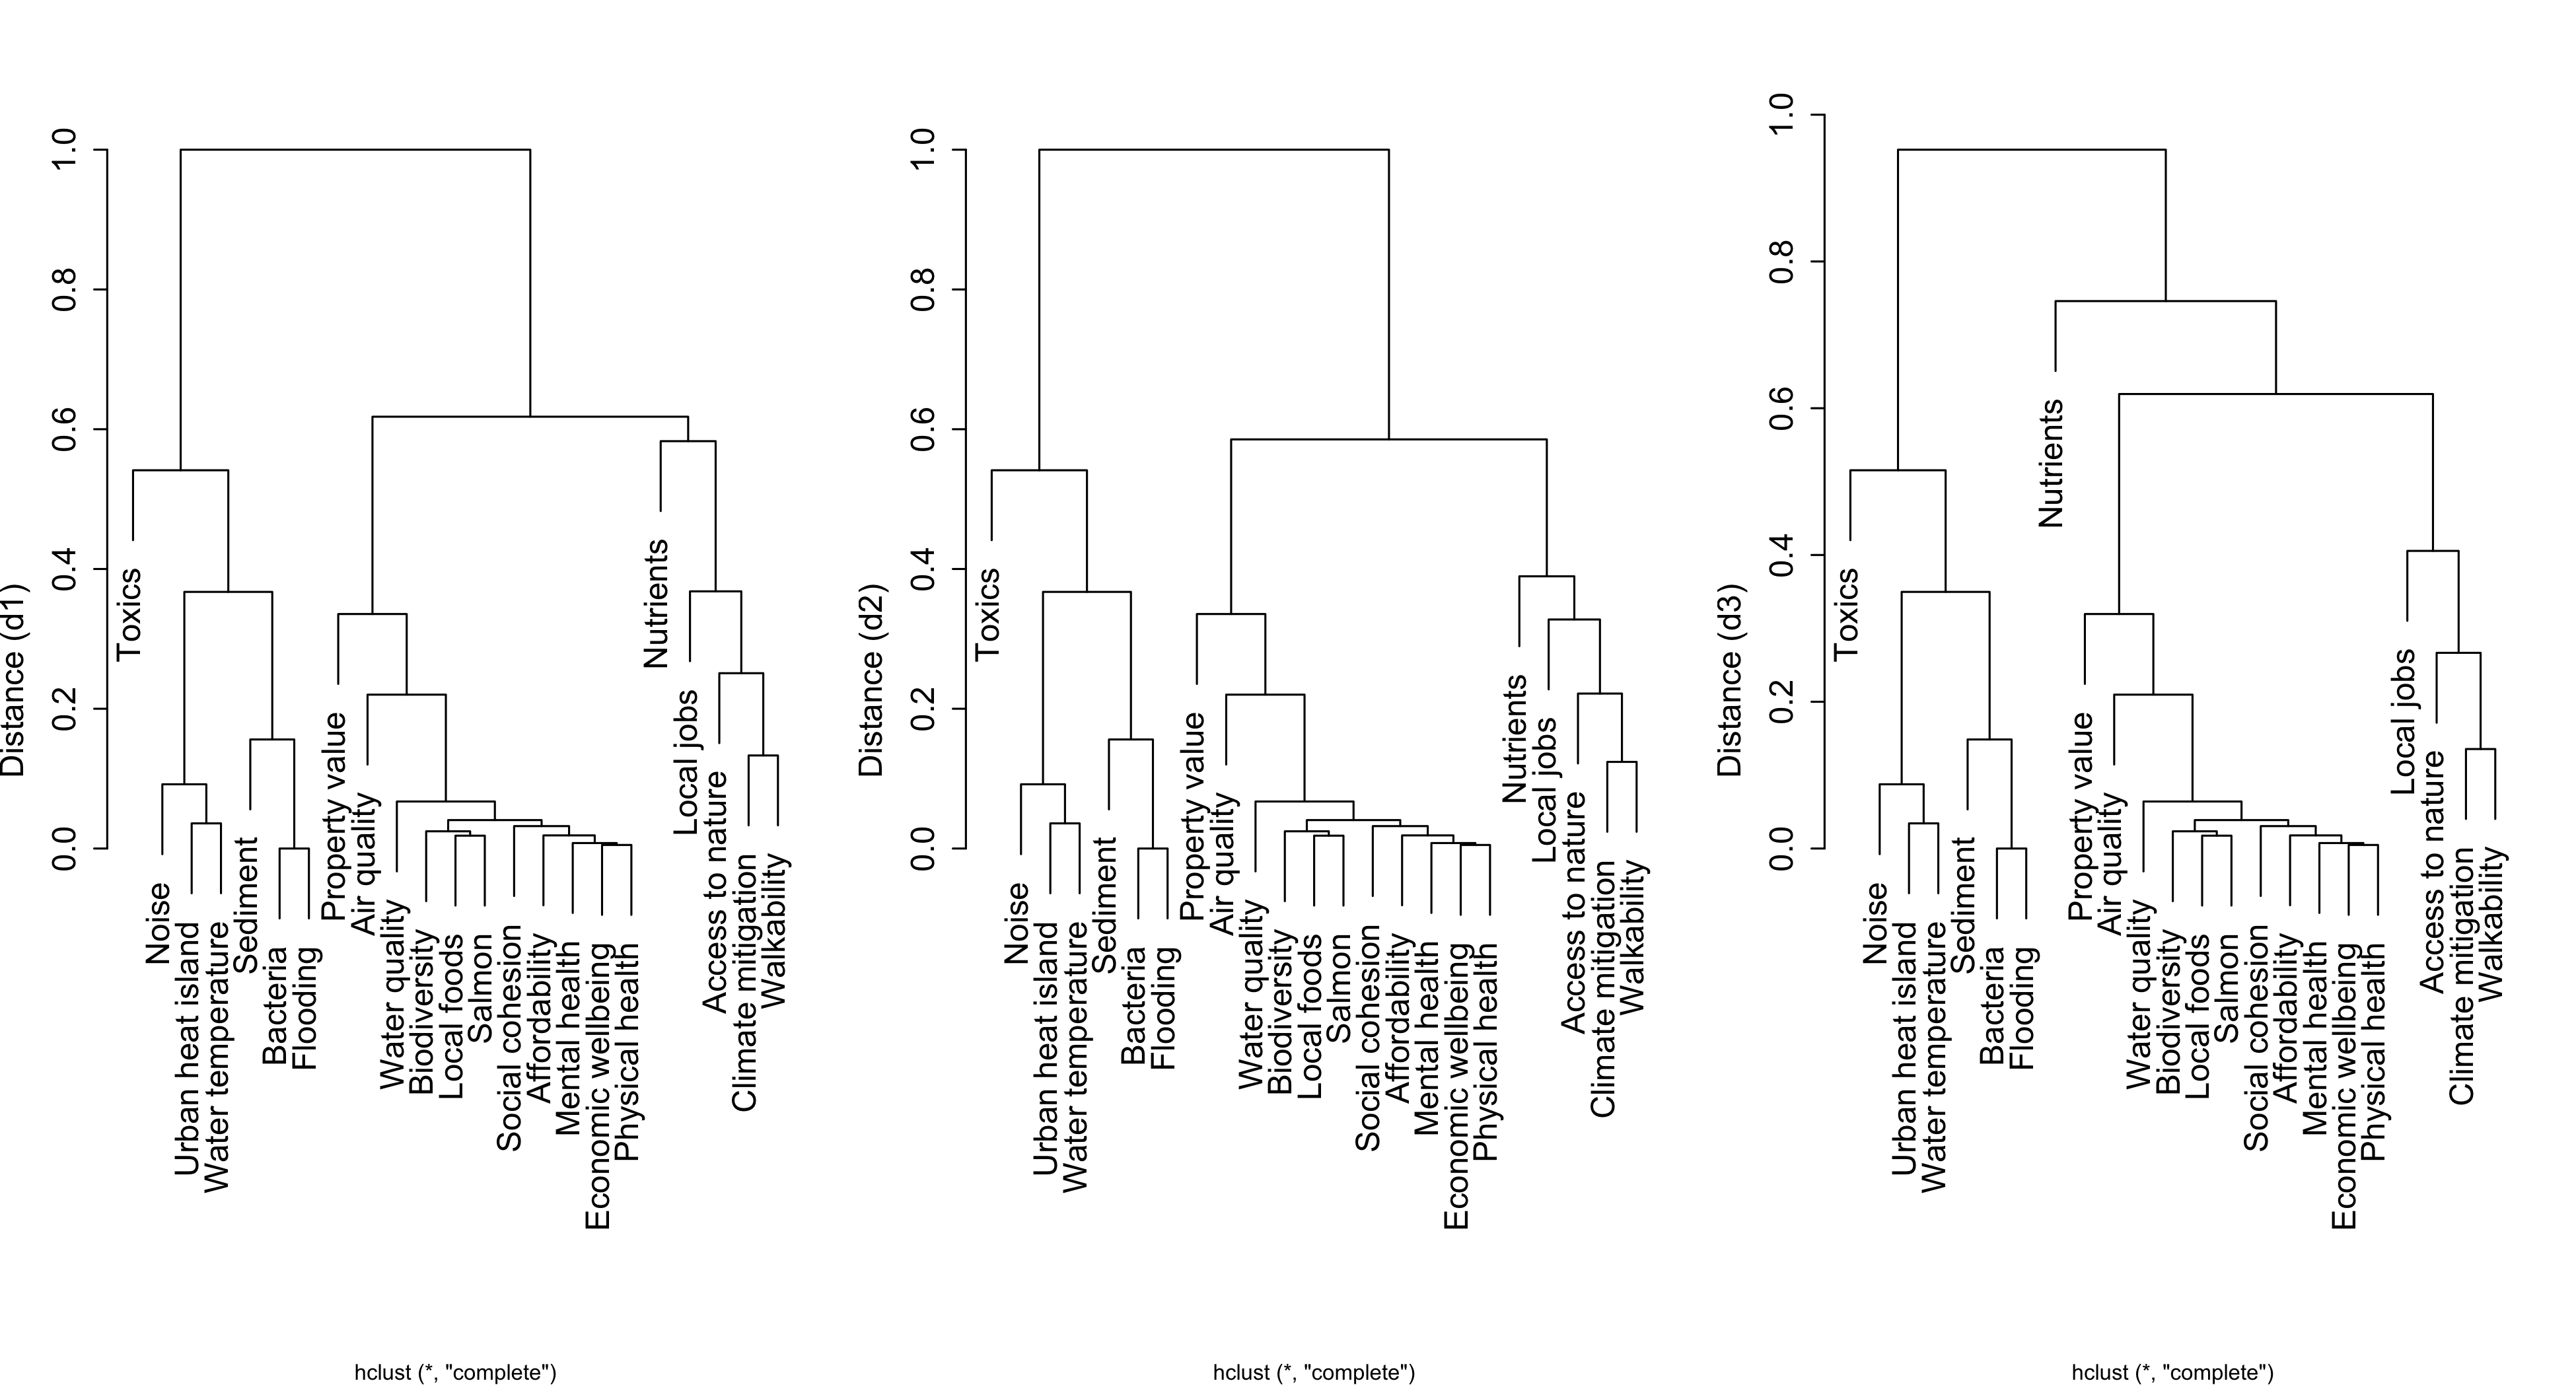 Distance (d1)
0.0
0.2
0.4
0.6
0.8
1.0
Toxics
Noise
Urban heat island
Water temperature
Sediment
Bacteria
Flooding
Property value
Air quality
Water quality
Biodiversity
Local foods
Salmon
Social cohesion
Affordability
Mental health
Economic wellbeing
Physical health
Nutrients
Local jobs
Access to nature
Climate mitigation
Walkability
hclust (*, "complete")
Distance (d2)
0.0
0.2
0.4
0.6
0.8
1.0
Toxics
Noise
Urban heat island
Water temperature
Sediment
Bacteria
Flooding
Property value
Air quality
Water quality
Biodiversity
Local foods
Salmon
Social cohesion
Affordability
Mental health
Economic wellbeing
Physical health
Nutrients
Local jobs
Access to nature
Climate mitigation
Walkability
hclust (*, "complete")
Distance (d3)
0.0
0.2
0.4
0.6
0.8
1.0
Toxics
Noise
Urban heat island
Water temperature
Sediment
Bacteria
Flooding
Nutrients
Property value
Air quality
Water quality
Biodiversity
Local foods
Salmon
Social cohesion
Affordability
Mental health
Economic wellbeing
Physical health
Local jobs
Access to nature
Climate mitigation
Walkability
hclust (*, "complete")